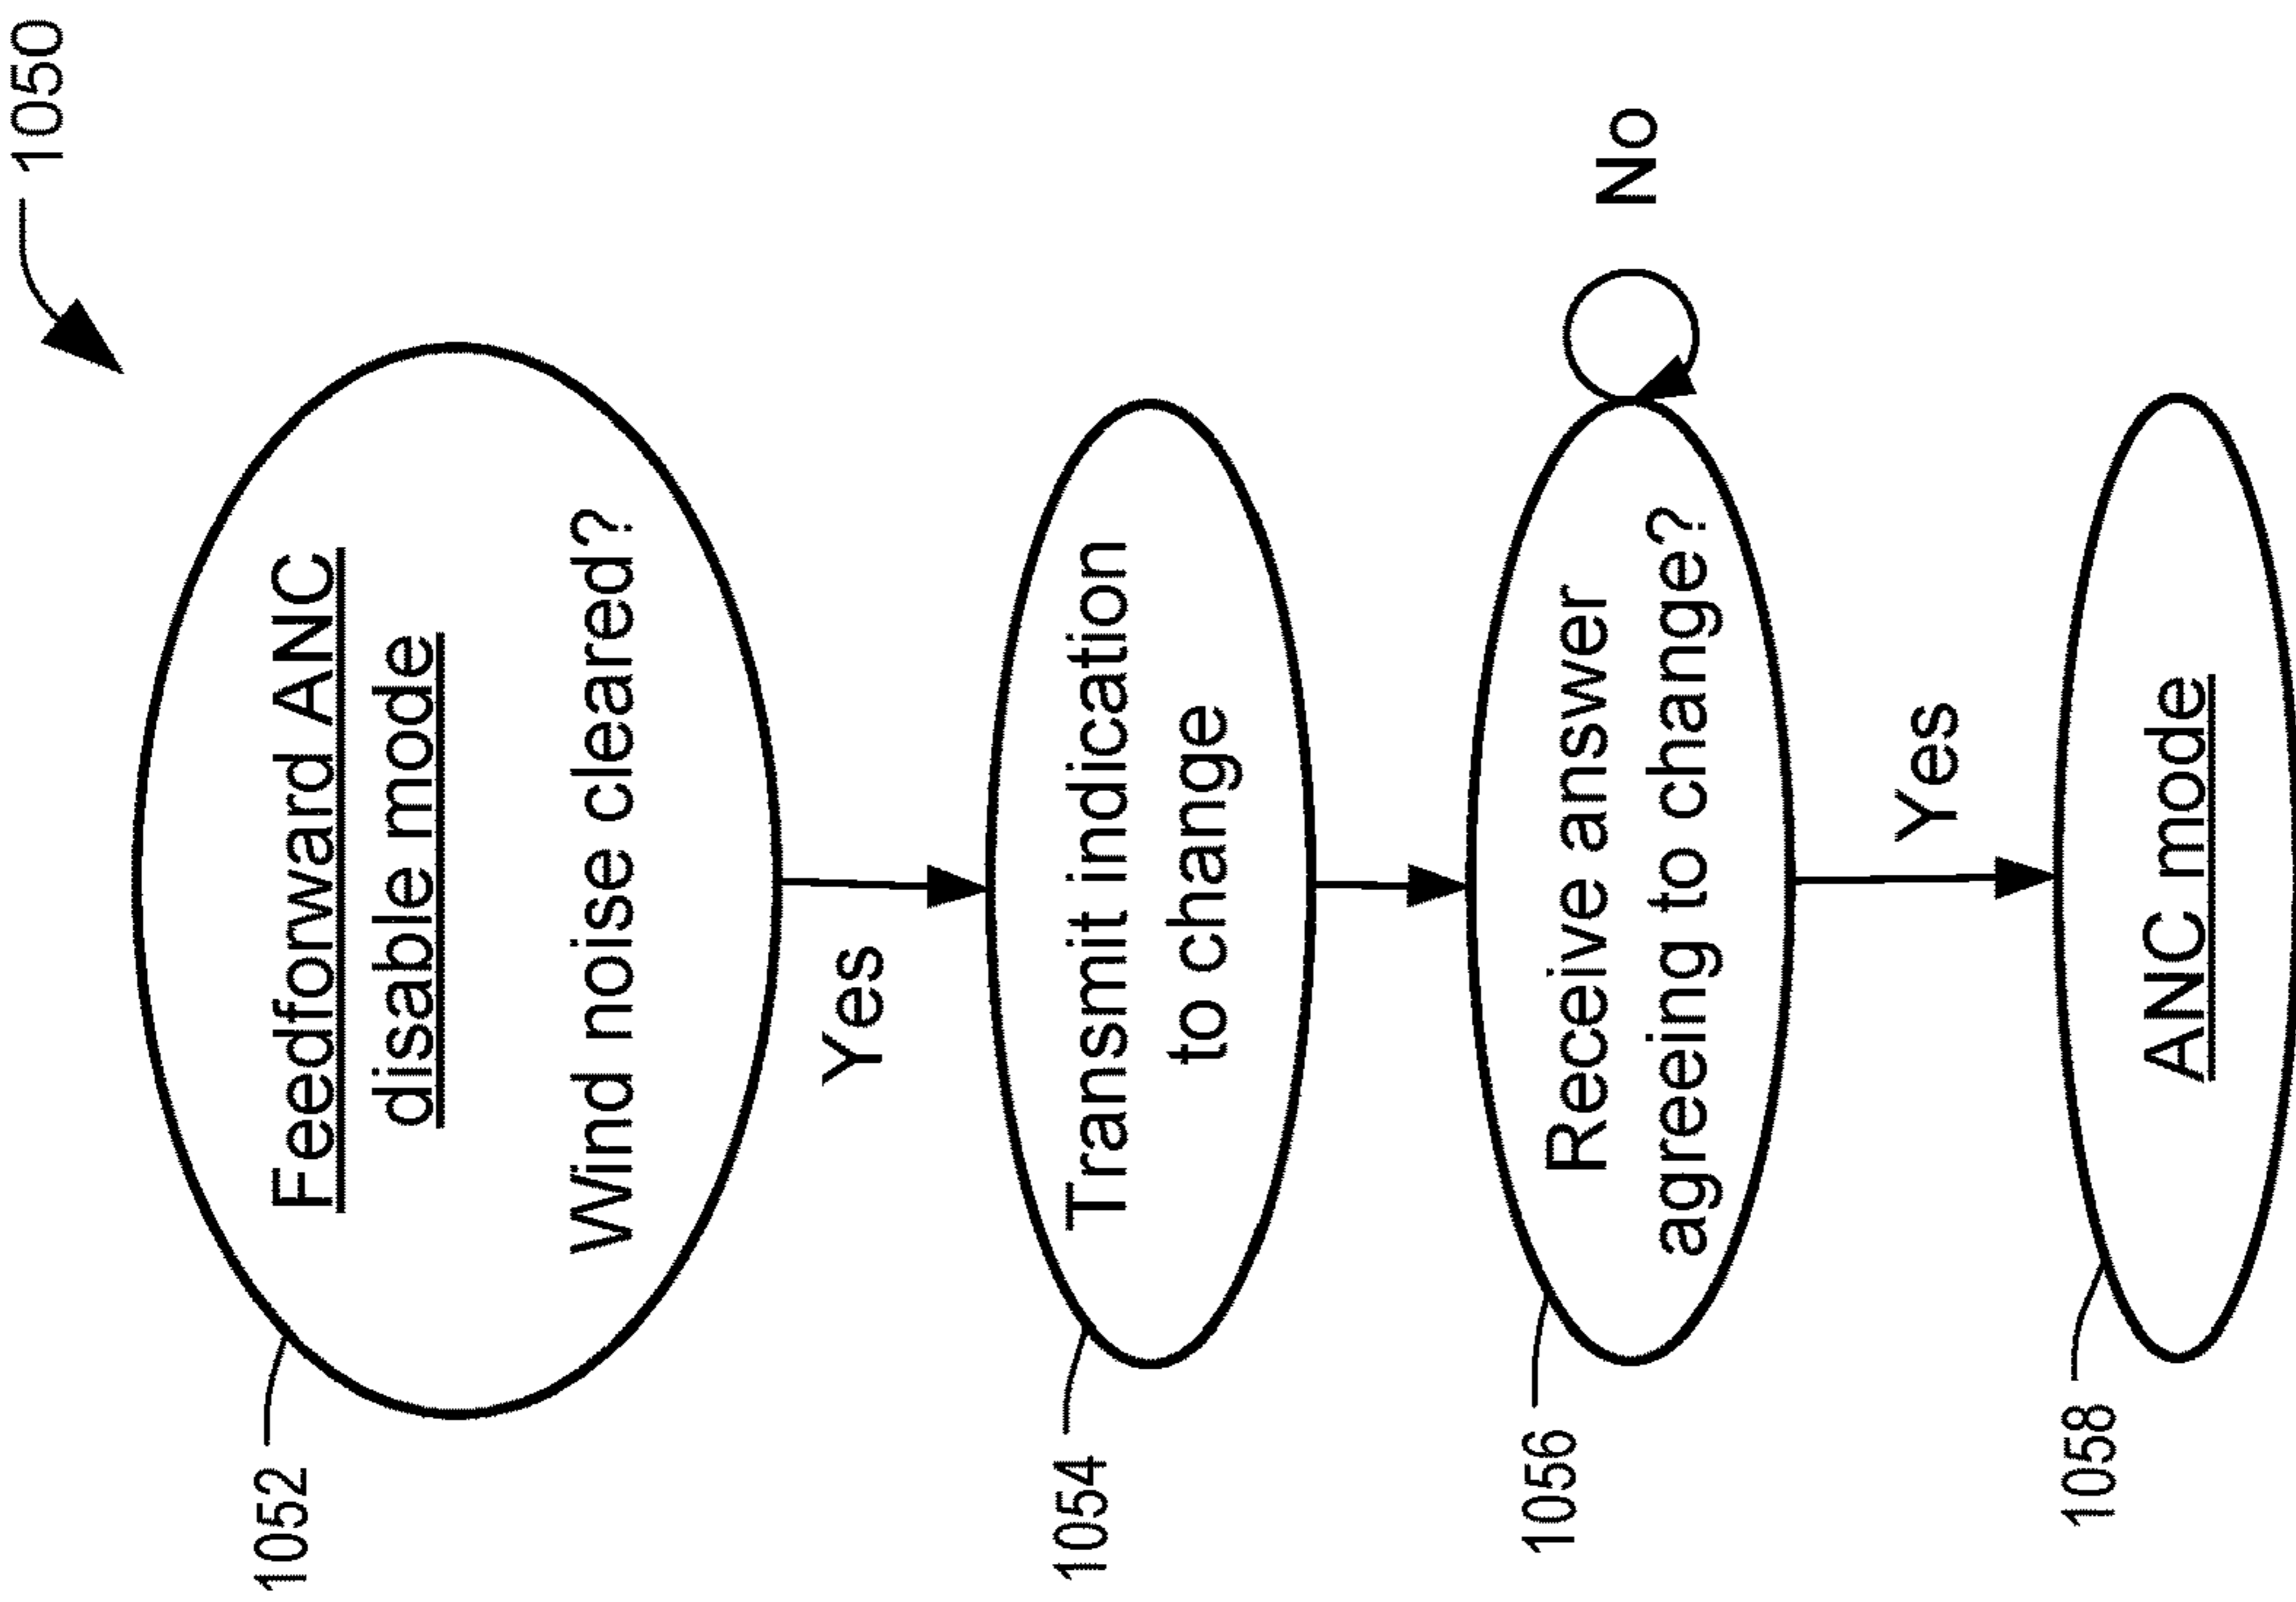 1050
Feedforward ANC
disable mode
Wind noise cleared?
1052
Yes
Transmit indication
to change
1054
Receive answer
agreeing to change?
No
1056
Yes
ANC mode
1058